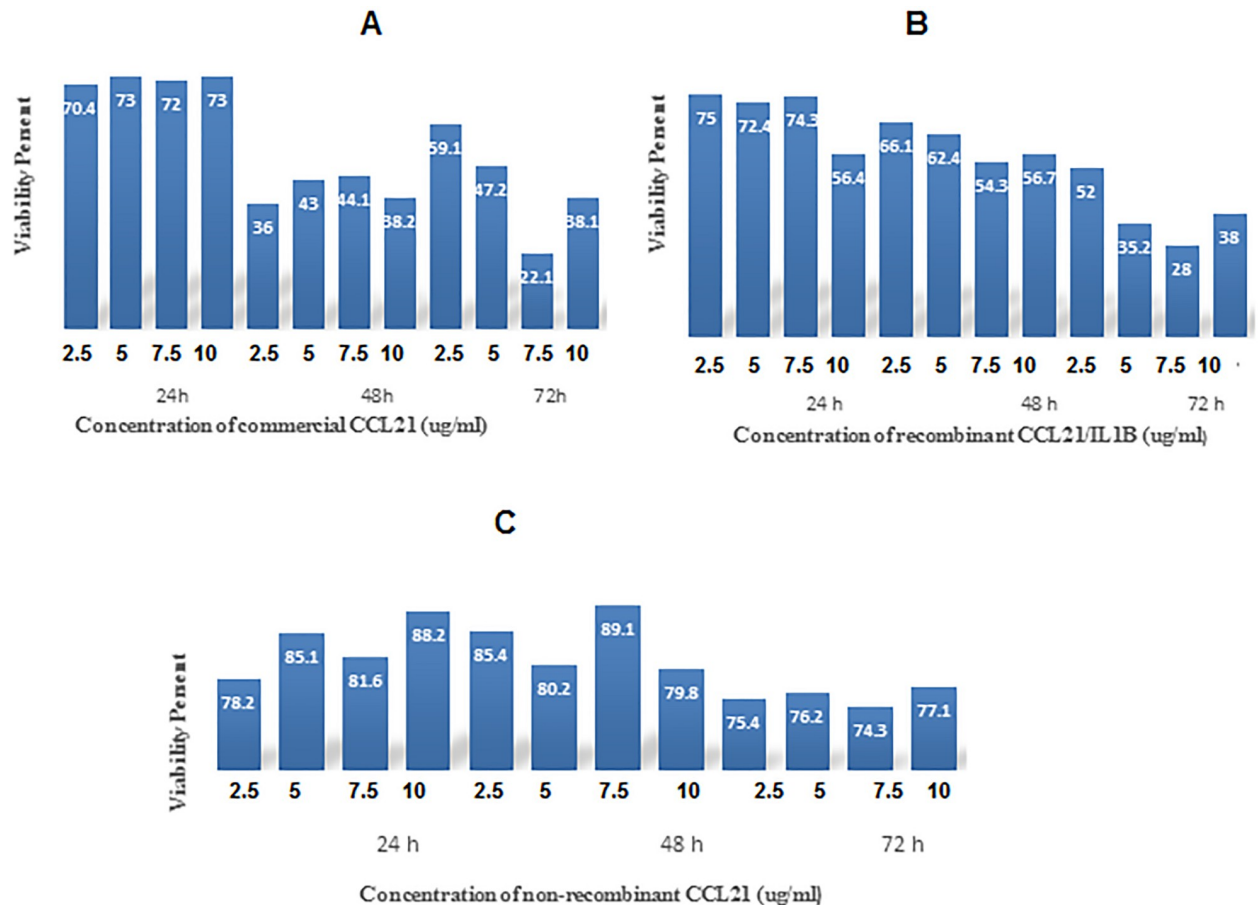 A
B
Viability Penent
70.4 73 72 73 36 43 44.1 38.2 59.1 47.2 22.1 38.1
2.5 5 7.5 10 2.5 5 7.5 10 2.5 5 7.5 10
24h 48h 72h
Concentration of commercial CCL21 (ug/ml)
Viability Penent
75 72.4 74.3 56.4 66.1 62.4 54.3 56.7 52 35.2 28 38
2.5 5 7.5 10 2.5 5 7.5 10 2.5 5 7.5 10
24 h 48 h 72 h
Concentration of recombinant CCL21/IL1B (ug/ml)
C
Viability Penent
78.2 85.1 81.6 88.2 85.4 80.2 89.1 79.8 75.4 76.2 74.3 77.1
2.5 5 7.5 10 2.5 5 7.5 10 2.5 5 7.5 10
24 h 48 h 72 h
Concentration of non-recombinant CCL21 (ug/ml)